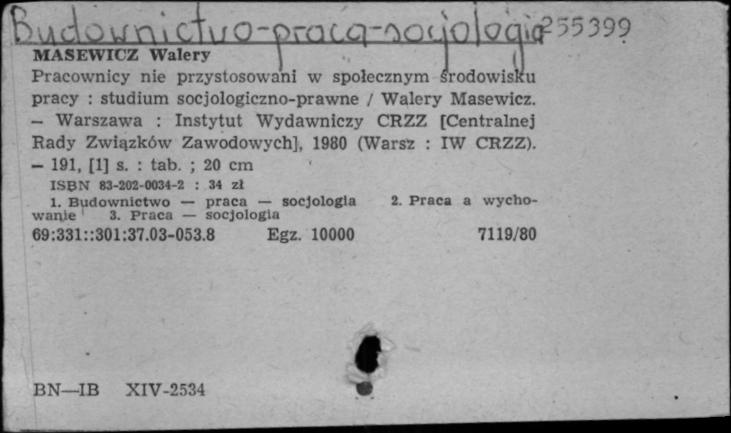 Budownictwo-praca-socjologia 255399
MASEWICZ Walery
Pracownicy nie przystosowani w społecznym środowisku
pracy : studium socjologiczno-prawne / Walery Masewicz.
— Warszawa : Instytut Wydawniczy CRZZ [Centralnej
Rady Związków Zawodowych], 1980 (Warsz : IW CRZZ).
— 191, [1] s. : tab. ; 20 cm
ISBN 83-202-0034-2 : 34 zł
1. Budownictwo — praca — socjologia 2. Praca a wycho-
wanie 3. Praca — socjologia
69:331::301:37.03-053.8 Egz. 10000 7119/80
BN—IB XIV-2534